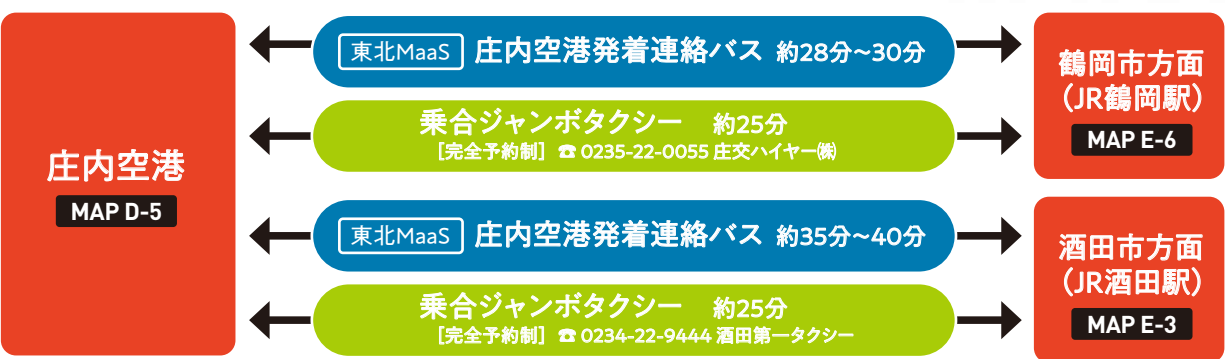 庄内空港
MAP D-5
東北MaaS 庄内空港発着連絡バス 約28分~30分
乗合ジャンボタクシー 約25分
[完全予約制] ☎ 0235-22-0055 庄交ハイヤー㈱
鶴岡市方面
(JR鶴岡駅)
MAP E-6
東北MaaS 庄内空港発着連絡バス 約35分~40分
乗合ジャンボタクシー 約25分
[完全予約制] ☎ 0234-22-9444 酒田第一タクシー
酒田市方面
(JR酒田駅)
MAP E-3